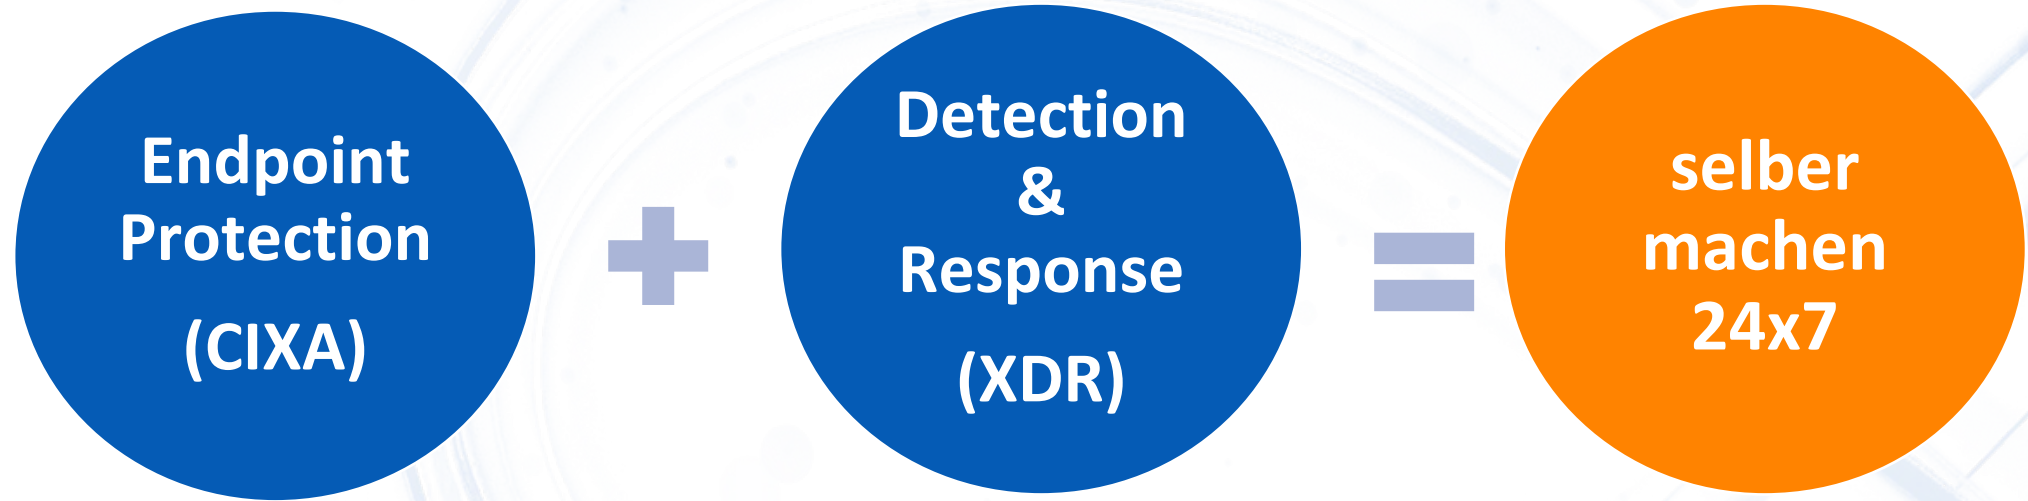 Endpoint
Protection
(CIXA)
Detection
&
Response
(XDR)
selber
machen
24x7